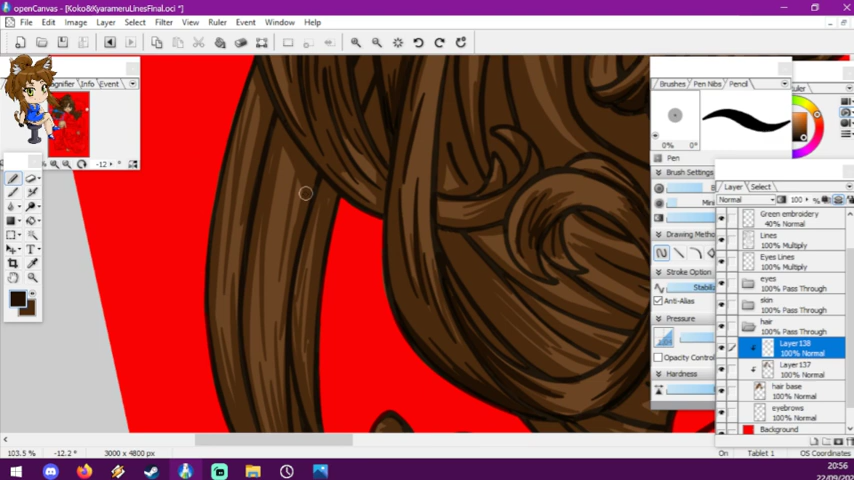 openCanvas - [Koko&KyarameruLinesFinal.oci *]
File Edit Image Layer Select Filter View Ruler Event Window Help
Info Event
Brushes Pen Nibs Pencil
0% 0°
Pen
Brush Settings
Drawing
Stroke Option
Anti-Alias
Pressure
Opacity Control
Hardness
Layer Select
Normal 100 %
Green embroidery
40% Normal
Lines
100% Multiply
Eyes Lines
100% Multiply
eyes
100% Pass Through
skin
100% Pass Through
hair
100% Pass Through
Layer138
100% Normal
Layer137
100% Normal
hair base
100% Normal
eyebrows
100% Normal
Background
-12 °
103.5 % -12.2 ° 3000 x 4800 px
On Tablet 1 OS Coordinates
20:56